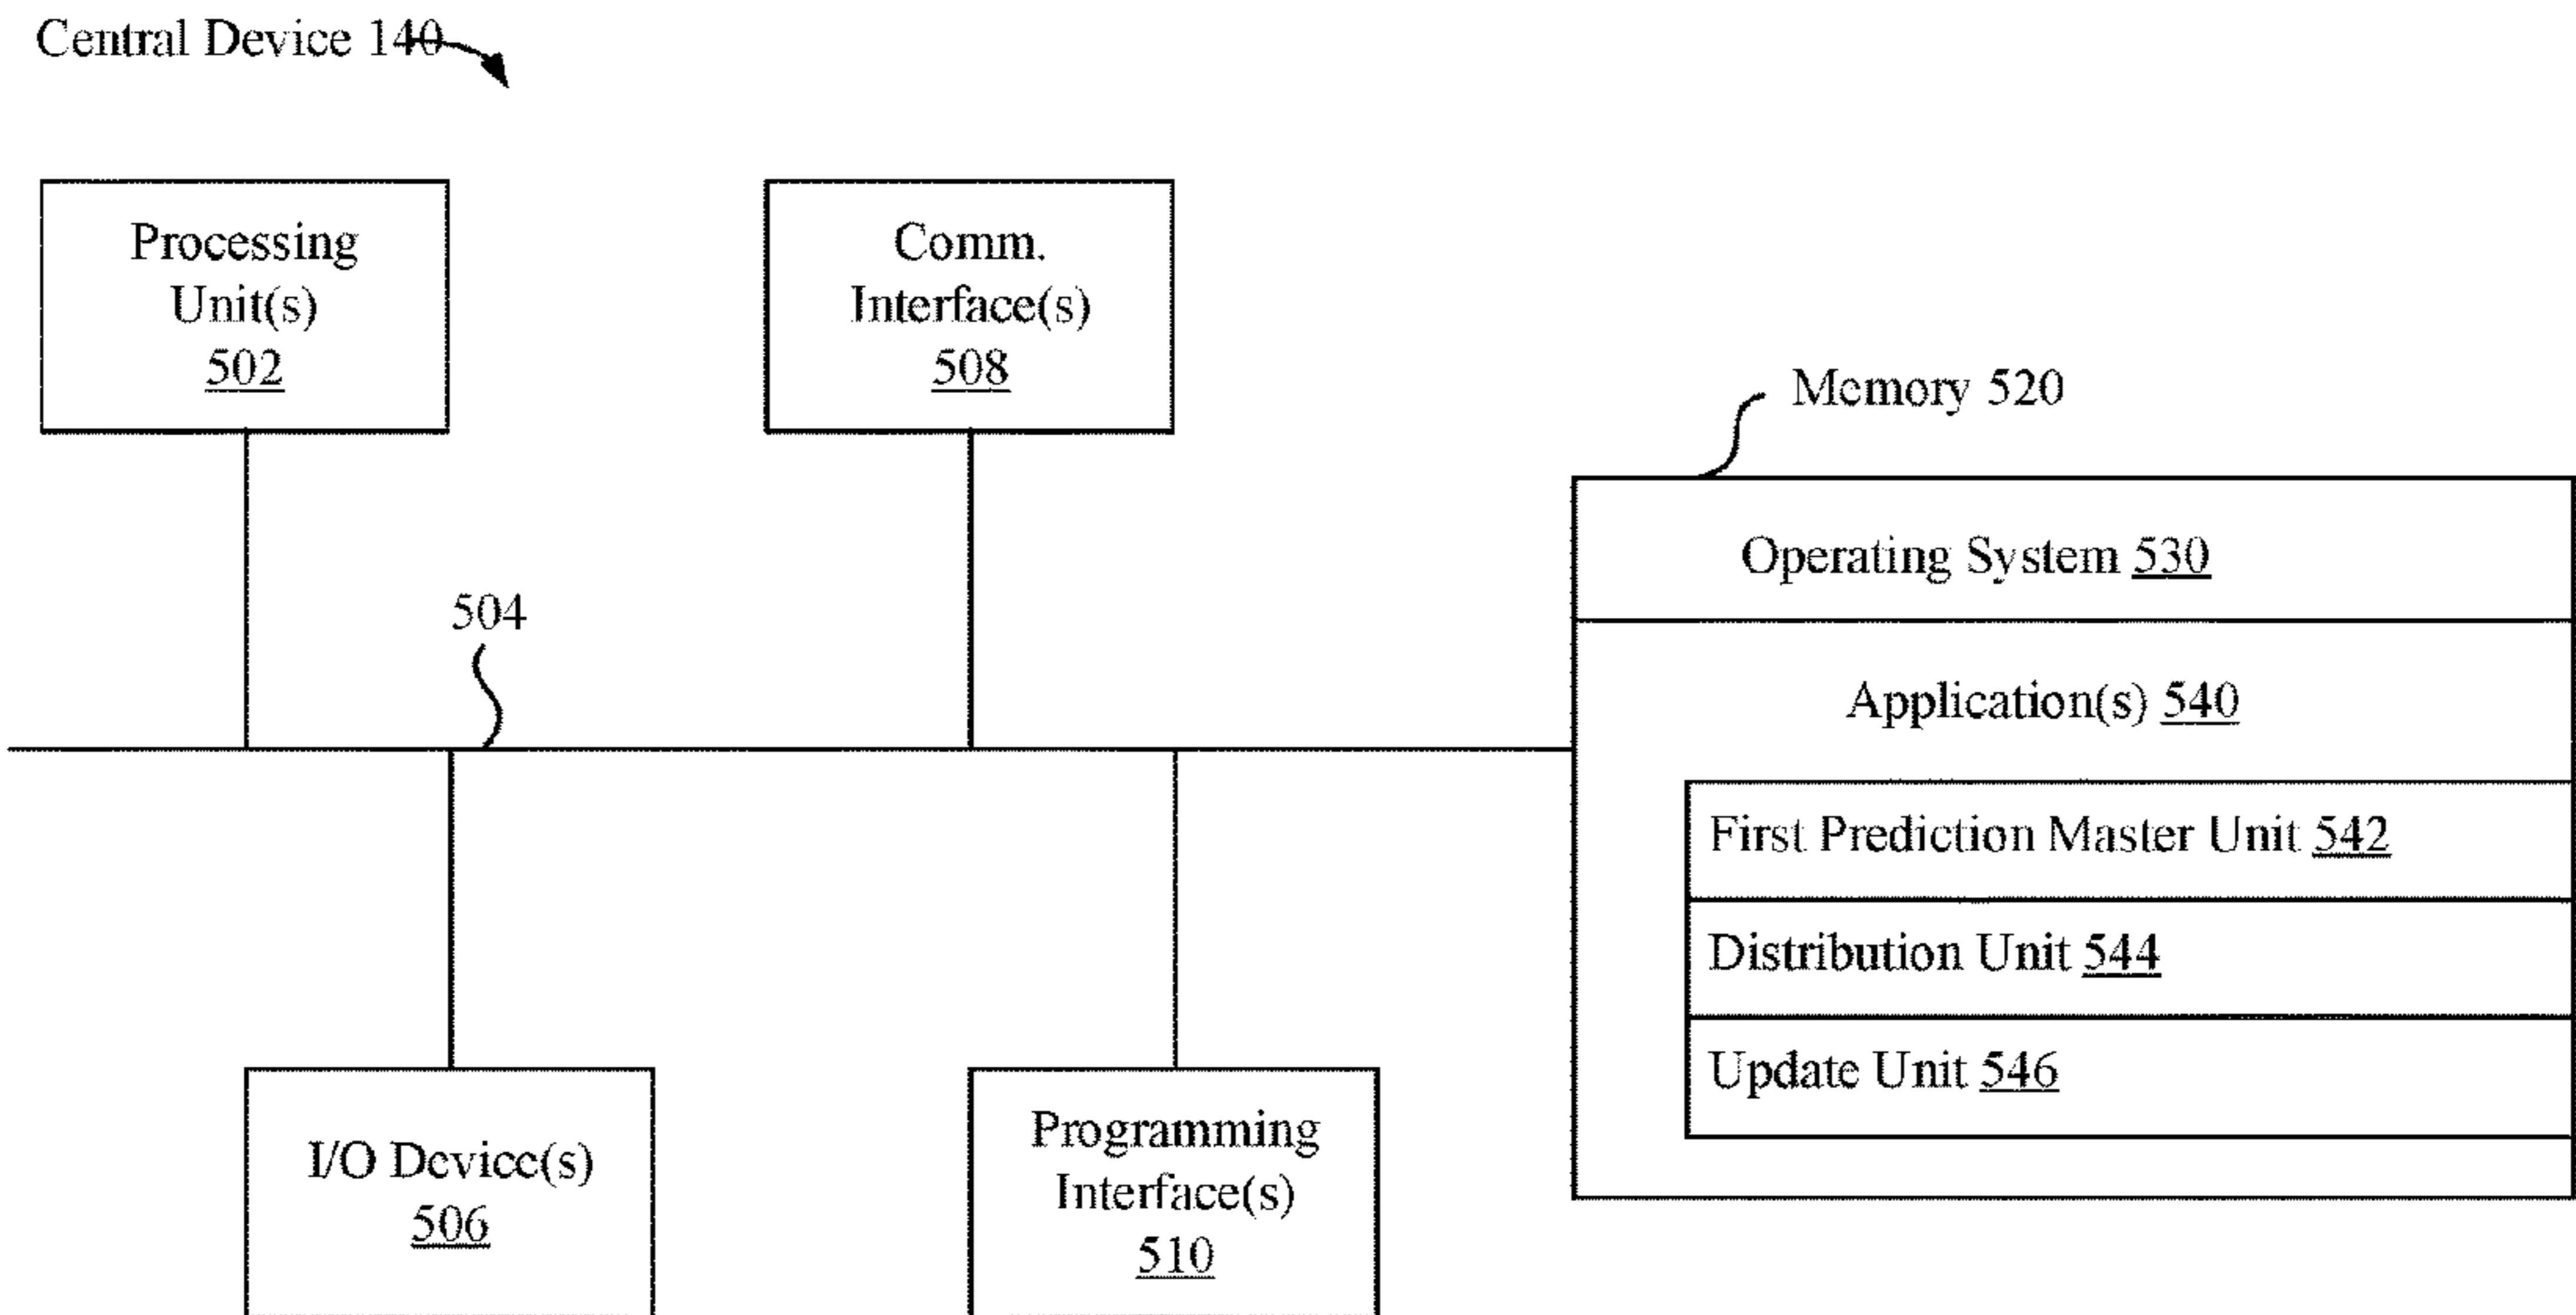 Central Device 140
Processing
Unit(s)
502
Comm.
Interface(s)
508
Memory 520
Operating System 530
504
Application(s) 540
First Prediction Master Unit 542
Distribution Unit 544
Update Unit 546
I/O Device(s)
506
Programming
Interface(s)
510